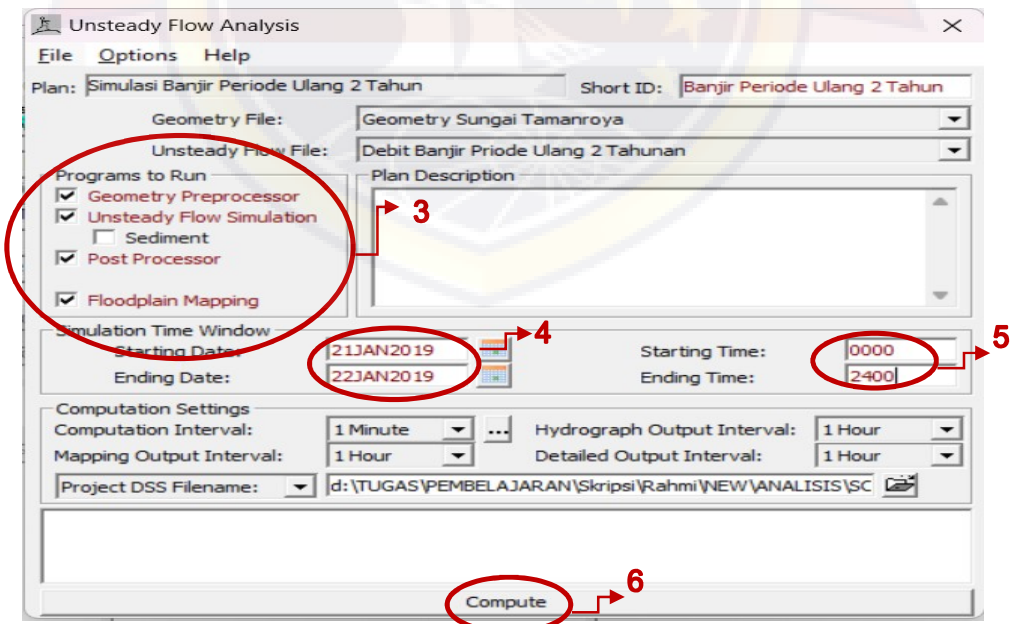 Unsteady Flow Analysis
File Options Help
Plan: Simulasi Banjir Periode Ulang 2 Tahun Short ID: Banjir Periode Ulang 2 Tahun
Geometry File: Geometry Sungai Tamanroya
Unsteady Flow File: Debit Banjir Priode Ulang 2 Tahunan
Programs to Run Plan Description
Geometry Preprocessor
3
Unsteady Flow Simulation
Sediment
Post Processor
Floodplain Mapping
Simulation Time Window
Starting Date: 21JAN2019 4 Starting Time: 0000 5
Ending Date: 22JAN2019 Ending Time: 2400
Computation Settings
Computation Interval: 1 Minute ... Hydrograph Output Interval: 1 Hour
Mapping Output Interval: 1 Hour Detailed Output Interval: 1 Hour
Project DSS Filename: d:\TUGAS\PEMBELAJARAN\Skripsi\Rahmi\NEW\ANALISIS\SC
Compute 6